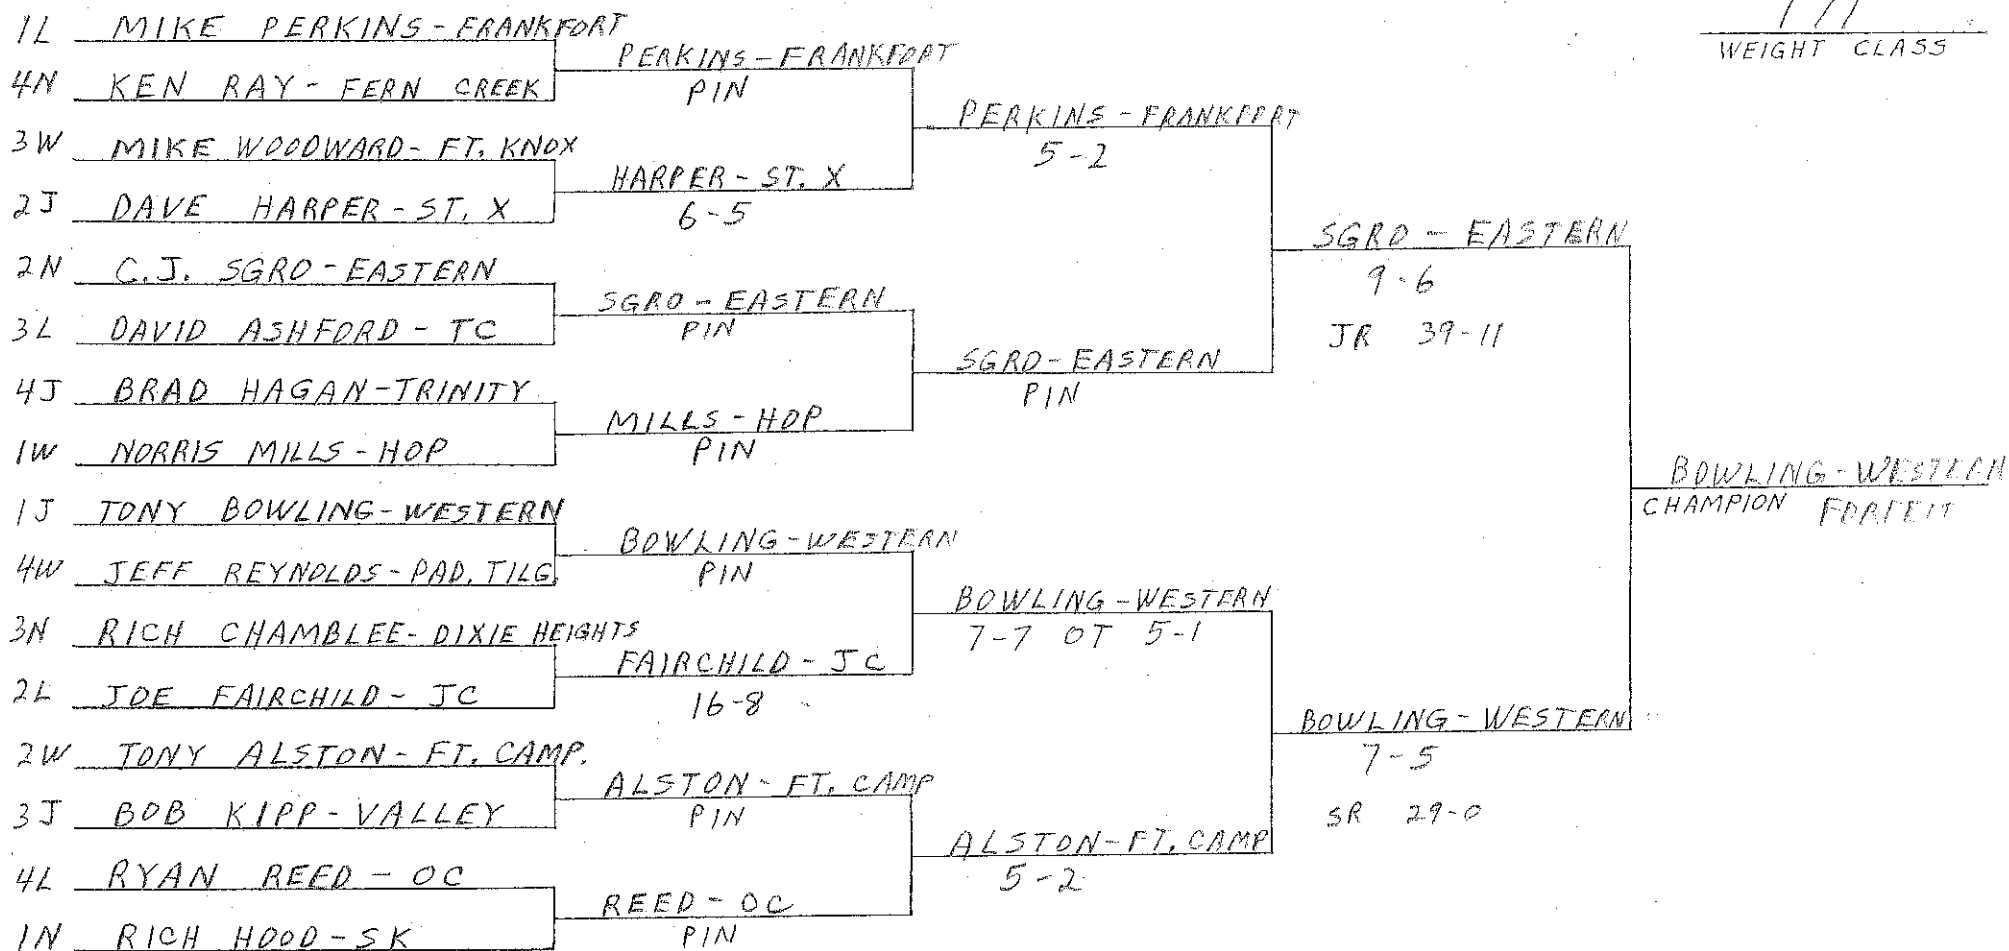 WEIGHT CLASS
1L MIKE PERKINS - FRANKFORT
4N KEN RAY - FERN CREEK
3W MIKE WOODWARD - FT. KNOX
2J DAVE HARPER - ST. X
2N C.J. SGRO - EASTERN
3L DAVID ASHFORD - TC
4J BRAD HAGAN - TRINITY
1W NORRIS MILLS - HOP
1J TONY BOWLING - WESTERN
4W JEFF REYNOLDS - PAD. TILG.
3N RICH CHAMBLEE - DIXIE HEIGHTS
2L JOE FAIRCHILD - JC
2W TONY ALSTON - FT. CAMP.
3J BOB KIPP - VALLEY
4L RYAN REED - OC
1N RICH HOOD - SK
PERKINS - FRANKFORT
PIN
HARPER - ST. X
6-5
SGRO - EASTERN
PIN
MILLS - HOP
PIN
BOWLING - WESTERN
PIN
FAIRCHILD - JC
16-8
ALSTON - FT. CAMP
PIN
REED - OC
PIN
PERKINS - FRANKFORT
5-2
SGRO - EASTERN
PIN
BOWLING - WESTERN
7-7 OT 5-1
ALSTON - FT. CAMP
5-2
SGRO - EASTERN
9-6
JR 39-11
BOWLING - WESTERN
7-5
SR 29-0
BOWLING - WESTERN
CHAMPION FORFEIT